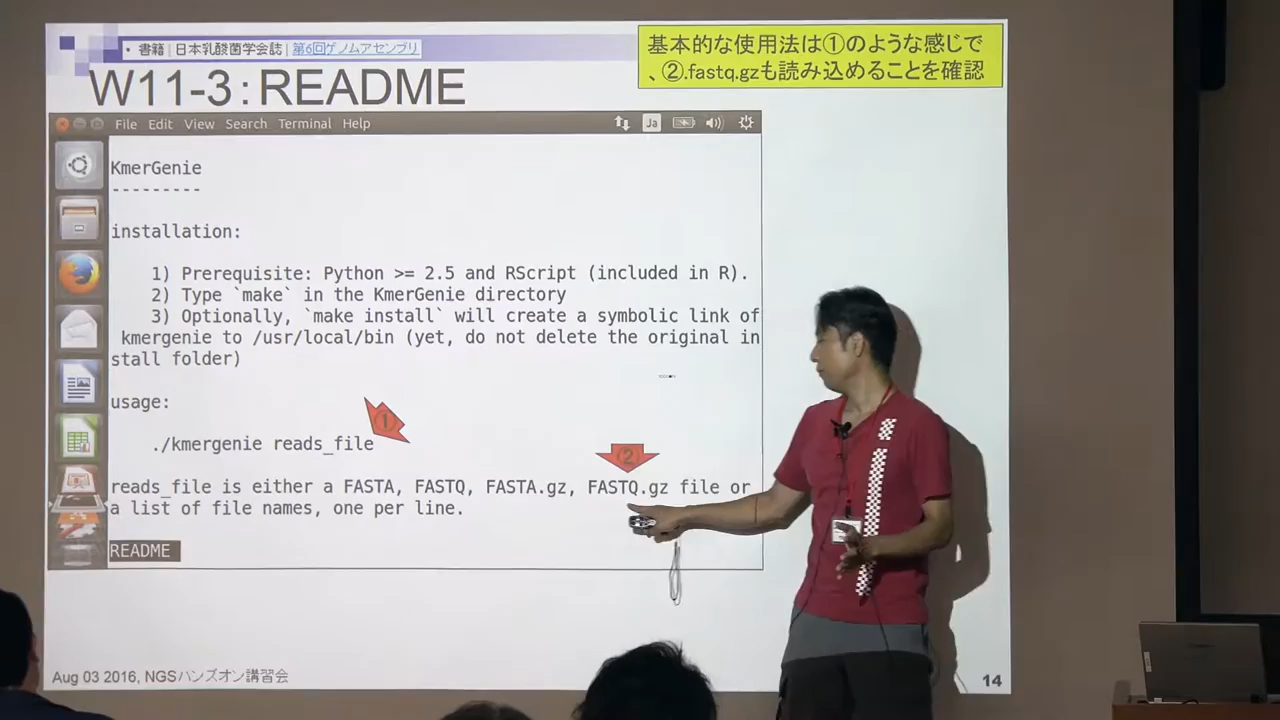 • 書籍 | 日本乳酸菌学会誌 | 第6回ゲノムアセンブリ
W11-3：README
基本的な使用法は①のような感じで
、②.fastq.gzも読み込めることを確認
File Edit View Search Terminal Help
Ja
KmerGenie
---------
installation:
1) Prerequisite: Python >= 2.5 and RScript (included in R).
2) Type `make` in the KmerGenie directory
3) Optionally, `make install` will create a symbolic link of
kmergenie to /usr/local/bin (yet, do not delete the original in
stall folder)
usage:
①
./kmergenie reads_file
②
reads_file is either a FASTA, FASTQ, FASTA.gz, FASTQ.gz file or
a list of file names, one per line.
README
Aug 03 2016, NGSハンズオン講習会
14